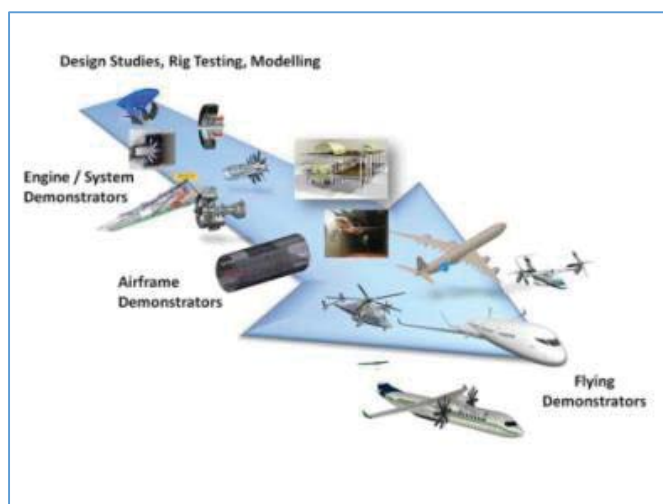 Design Studies, Rig Testing, Modelling
Engine / System
Demonstrators
Airframe
Demonstrators
Flying
Demonstrators